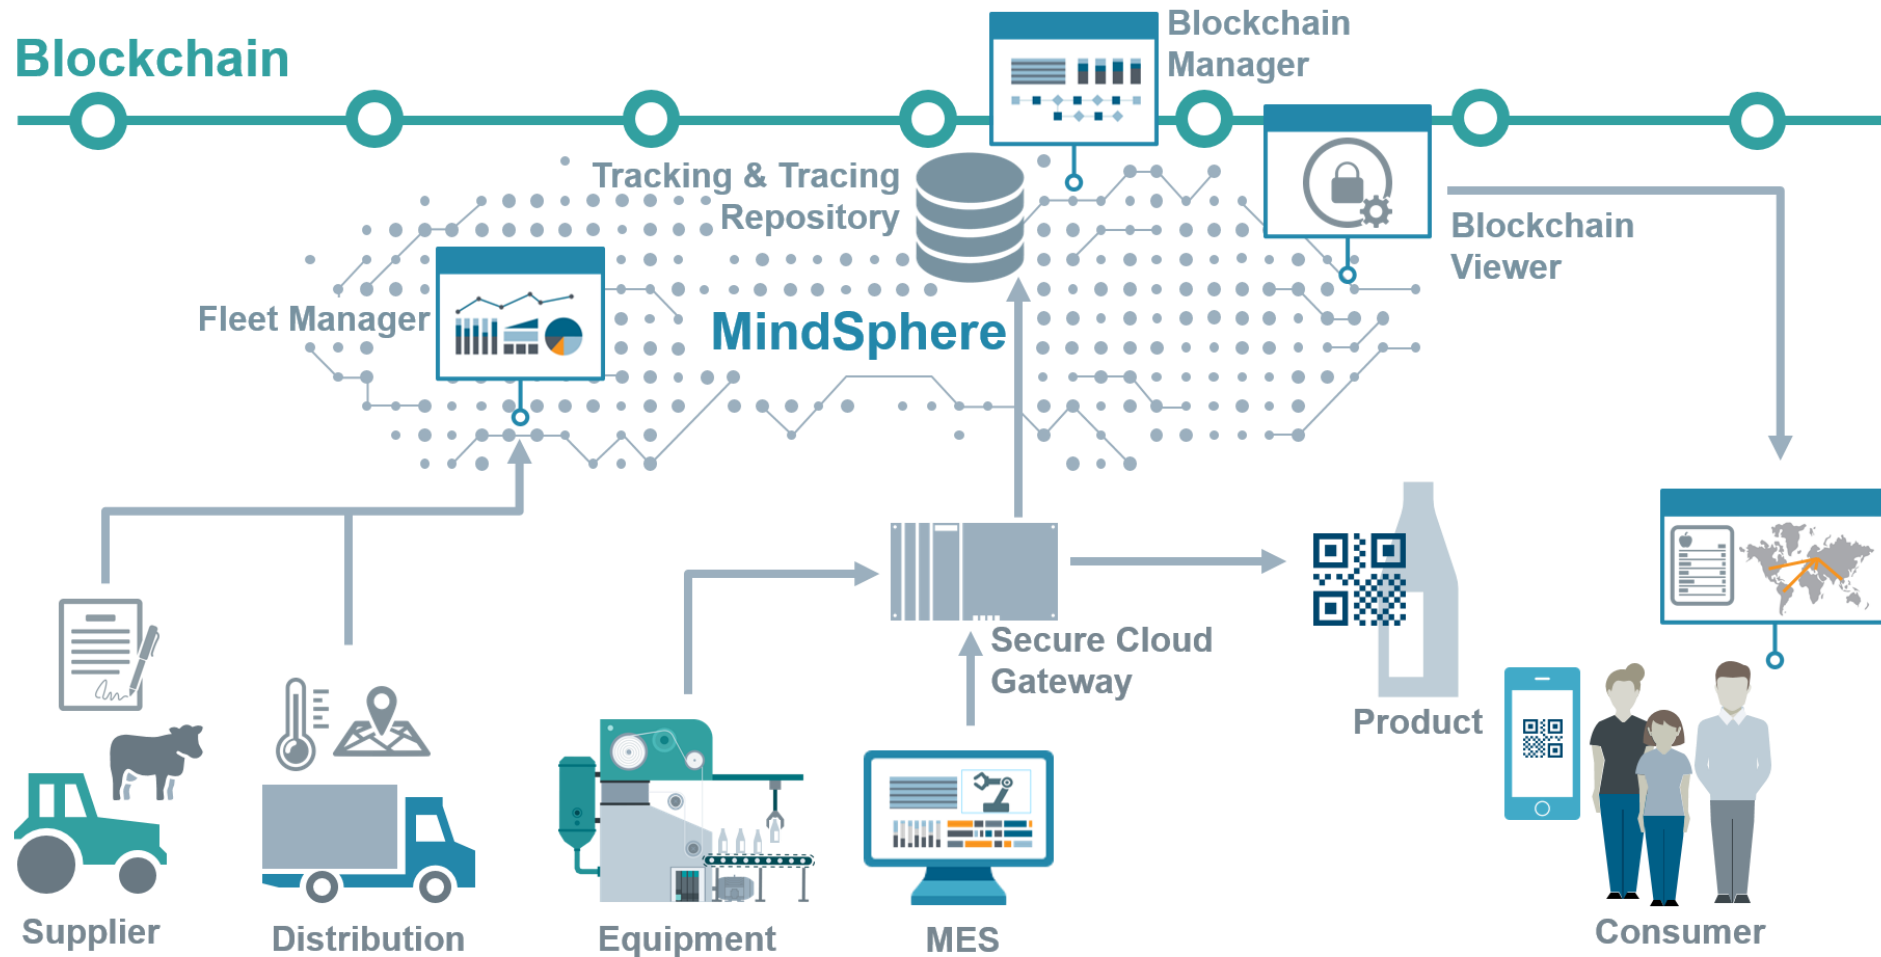 Blockchain
Blockchain
Manager
Tracking & Tracing
Repository
Blockchain
Viewer
Fleet Manager
MindSphere
Secure Cloud
Gateway
Product
Supplier
Distribution
Equipment
MES
Consumer